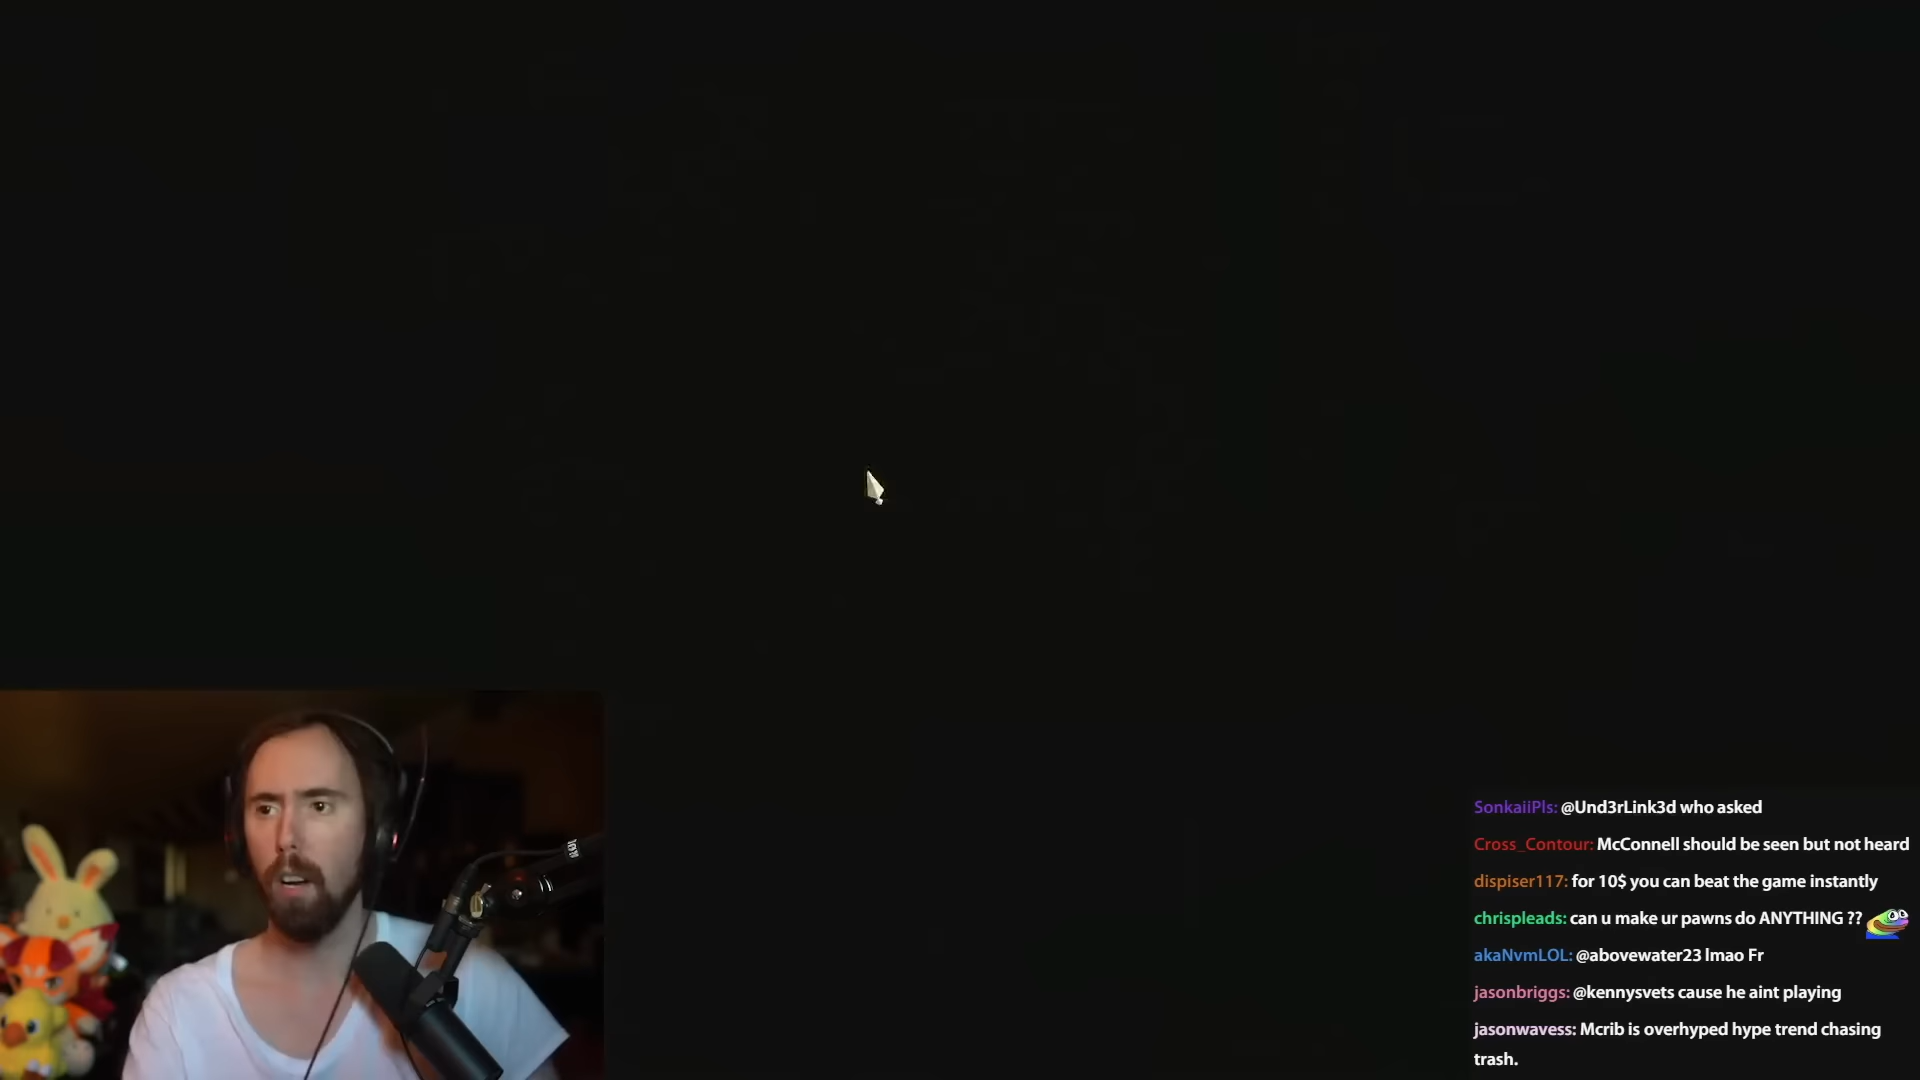 SonkaiiPls: @Und3rLink3d who asked
Cross_Contour: McConnell should be seen but not heard
dispiser117: for 10$ you can beat the game instantly
chrispleads: can u make ur pawns do ANYTHING ??
akaNvmLOL: @abovewater23 lmao Fr
jasonbriggs: @kennysvets cause he aint playing
jasonwavess: Mcrib is overhyped hype trend chasing
trash.